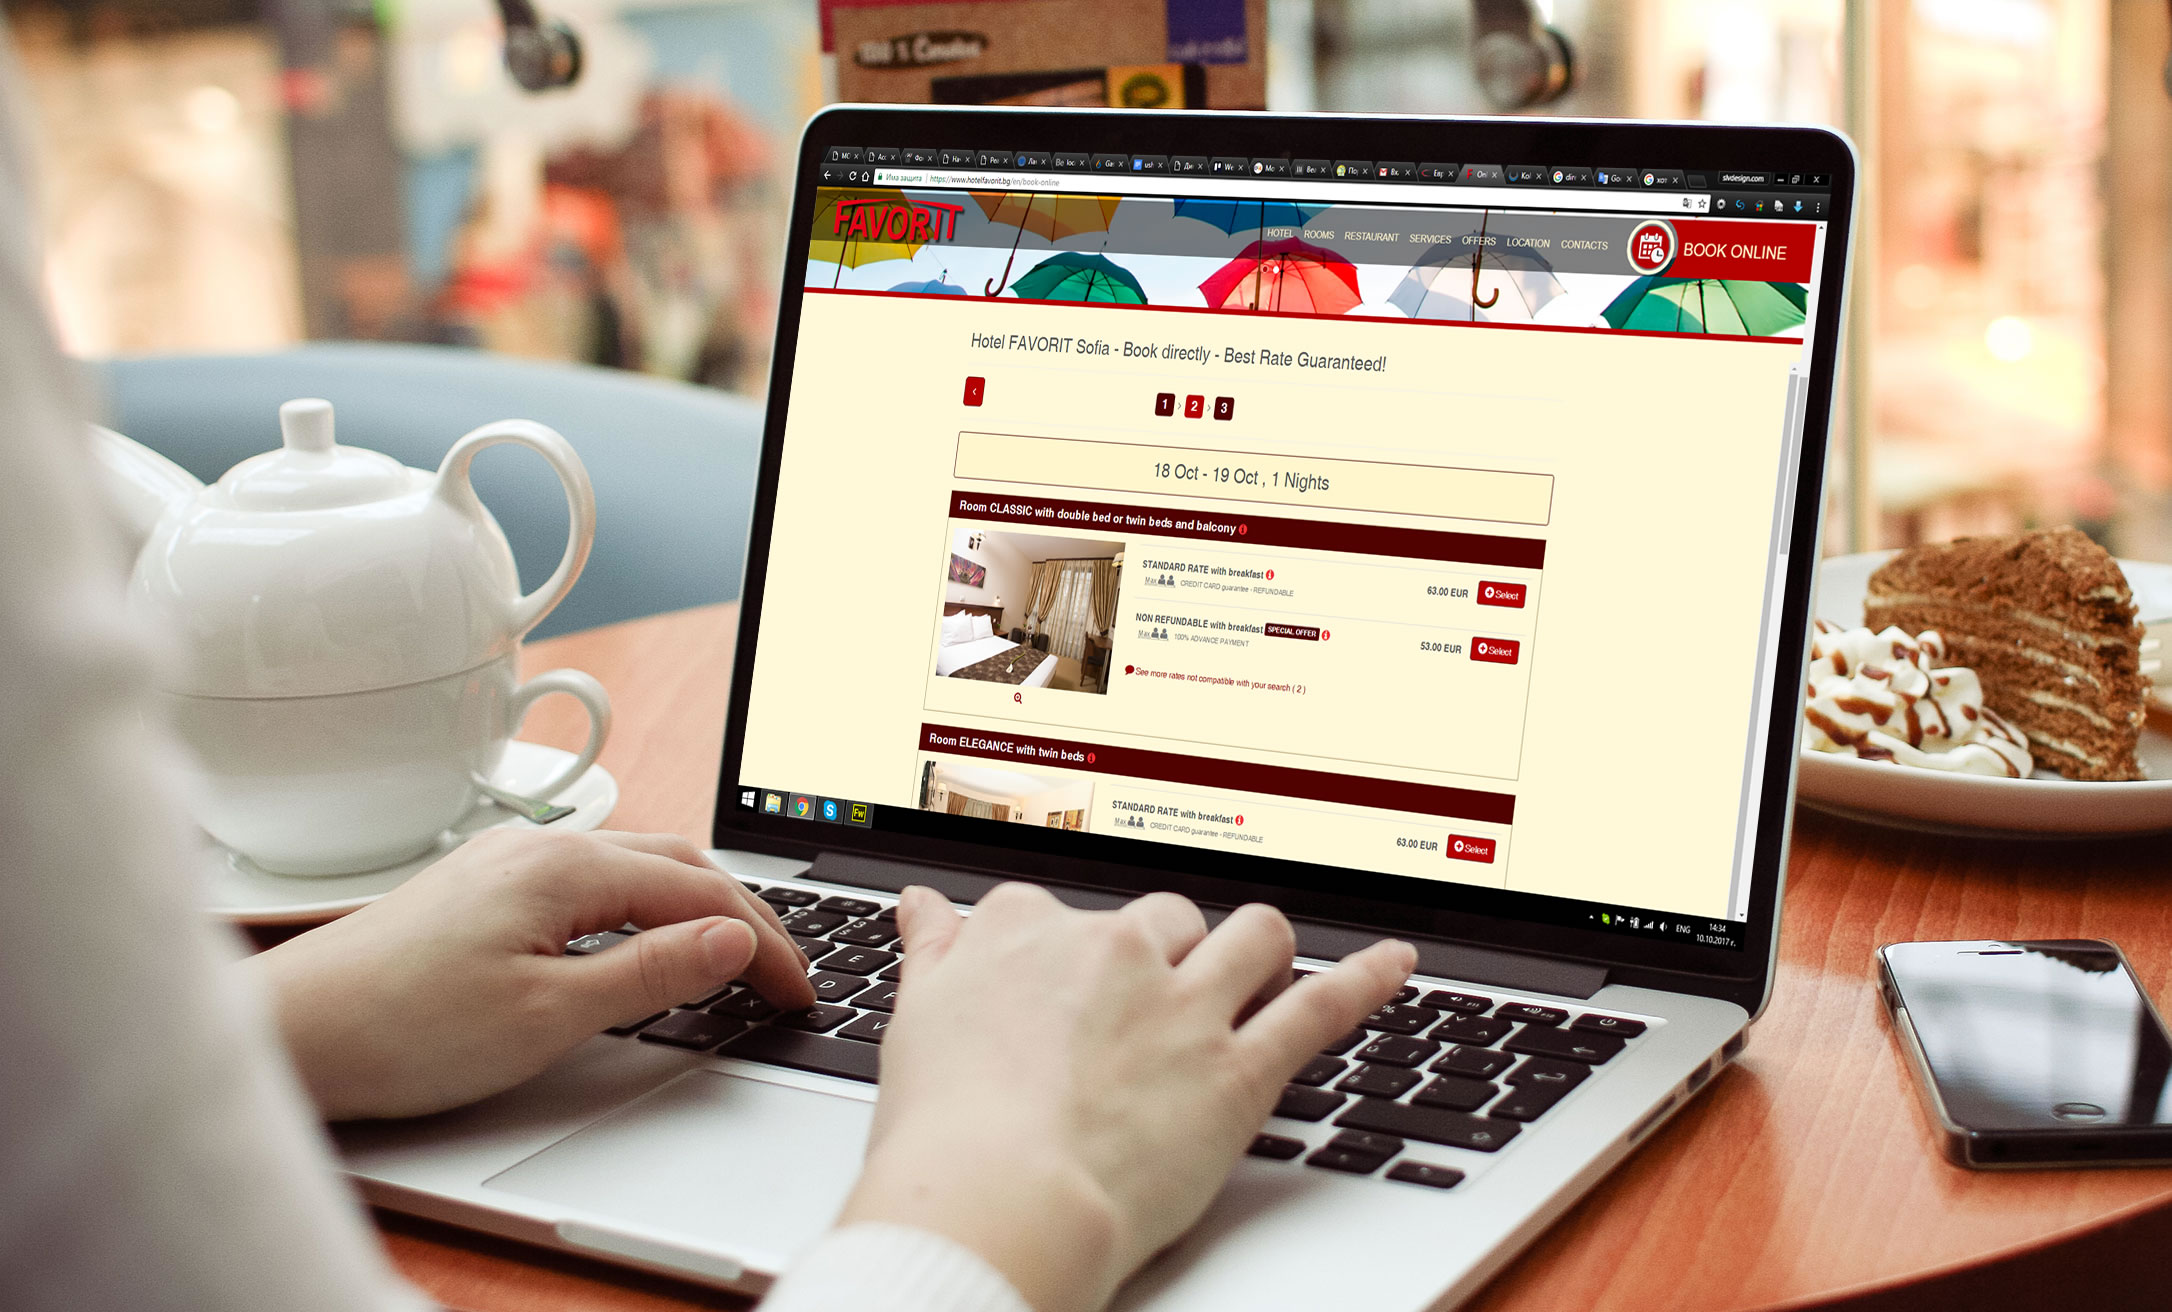 slvdesign.com
Има защита
https://www.hotelfavorit.bg/en/book-online
FAVORIT
HOTEL ROOMS RESTAURANT SERVICES OFFERS LOCATION CONTACTS
BOOK ONLINE
Hotel FAVORIT Sofia - Book directly - Best Rate Guaranteed!
1 › 2 › 3
18 Oct - 19 Oct , 1 Nights
Room CLASSIC with double bed or twin beds and balcony
STANDARD RATE with breakfast
Max CREDIT CARD guarantee - REFUNDABLE
63.00 EUR Select
NON REFUNDABLE with breakfast SPECIAL OFFER
Max 100% ADVANCE PAYMENT
53.00 EUR Select
See more rates not compatible with your search ( 2 )
Room ELEGANCE with twin beds
STANDARD RATE with breakfast
Max CREDIT CARD guarantee - REFUNDABLE
63.00 EUR Select
Fw
ENG 14:34
10.10.2017 г.
E
D F
X C V